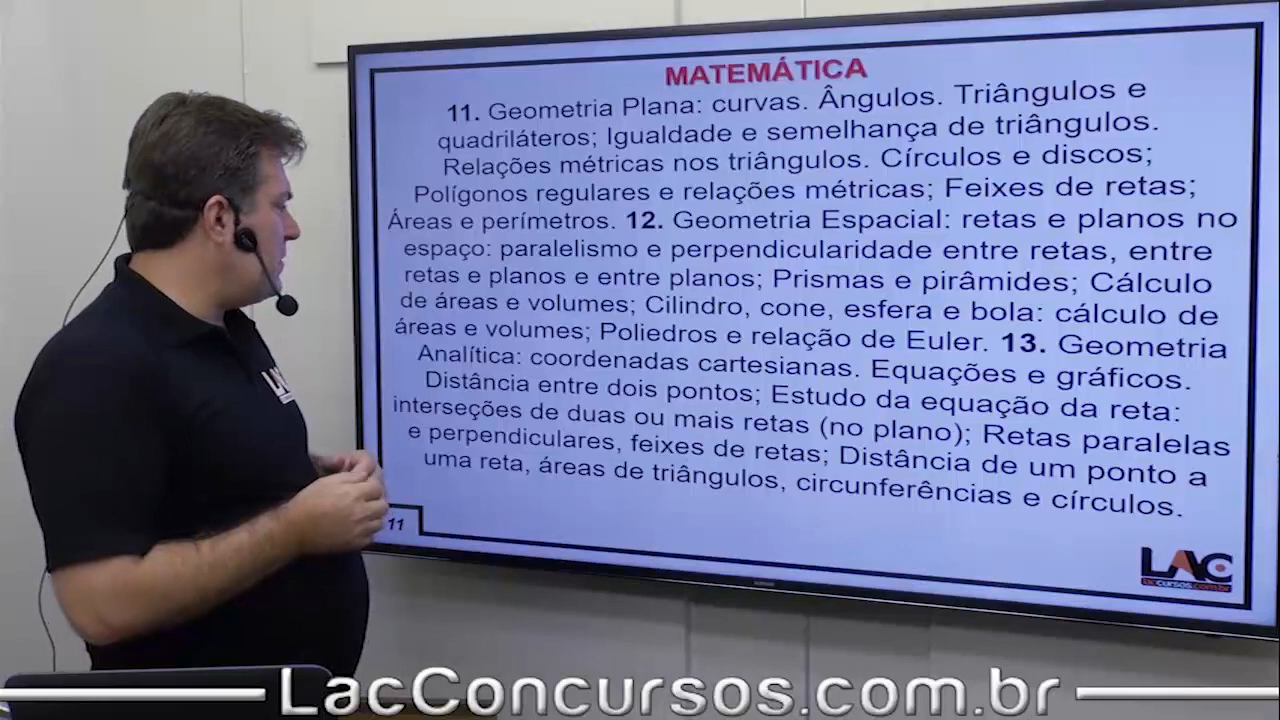 MATEMÁTICA
11. Geometria Plana: curvas. Ângulos. Triângulos e
quadriláteros; Igualdade e semelhança de triângulos.
Relações métricas nos triângulos. Círculos e discos;
Polígonos regulares e relações métricas; Feixes de retas;
Áreas e perímetros. 12. Geometria Espacial: retas e planos no
espaço: paralelismo e perpendicularidade entre retas, entre
retas e planos e entre planos; Prismas e pirâmides; Cálculo
de áreas e volumes; Cilindro, cone, esfera e bola: cálculo de
áreas e volumes; Poliedros e relação de Euler. 13. Geometria
Analítica: coordenadas cartesianas. Equações e gráficos.
Distância entre dois pontos; Estudo da equação da reta:
interseções de duas ou mais retas (no plano); Retas paralelas
e perpendiculares, feixes de retas; Distância de um ponto a
uma reta, áreas de triângulos, circunferências e círculos.
11
LAC
laccursos.com.br
LAC
LacConcursos.com.br